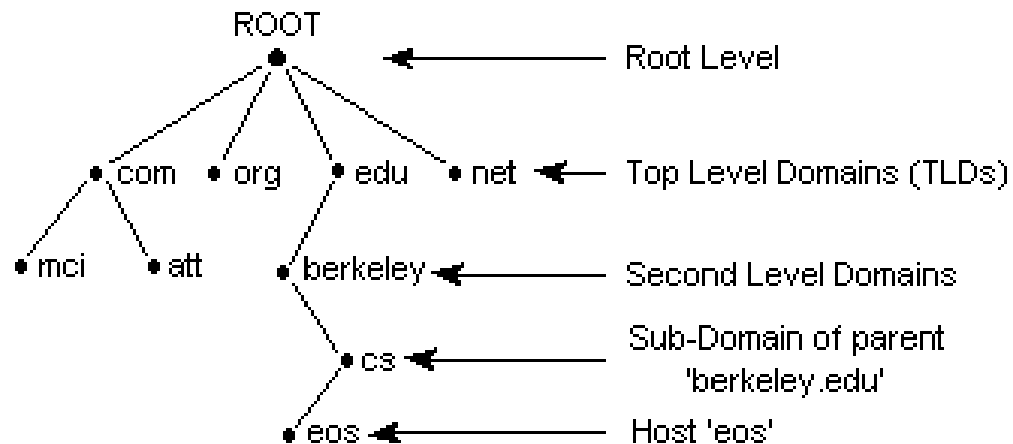 ROOT
Root Level
com org edu net Top Level Domains (TLDs)
mci att berkeley Second Level Domains
cs Sub-Domain of parent
'berkeley.edu'
eos Host 'eos'